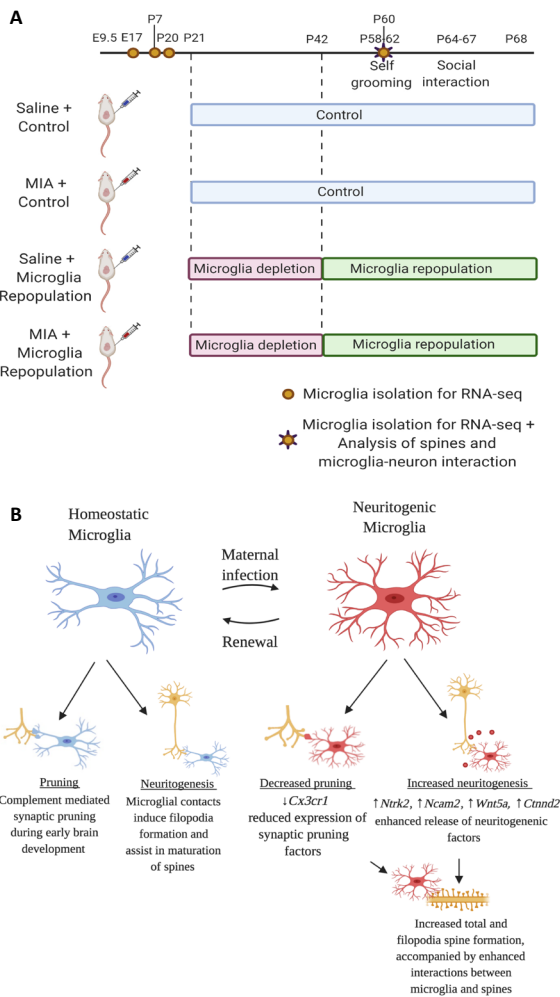 A
P7
P60
E9.5 E17
P20 P21
P42
P58-62
P64-67
P68
Self
grooming
Social
interaction
Saline +
Control
Control
MIA +
Control
Control
Saline +
Microglia
Repopulation
Microglia depletion
Microglia repopulation
MIA +
Microglia
Repopulation
Microglia depletion
Microglia repopulation
Microglia isolation for RNA-seq
Microglia isolation for RNA-seq +
Analysis of spines and
microglia-neuron interaction
B
Homeostatic
Microglia
Neuritogenic
Microglia
Maternal
infection
Renewal
Pruning
Complement mediated
synaptic pruning
during early brain
development
Neuritogenesis
Microglial contacts
induce filopodia
formation and
assist in maturation
of spines
Decreased pruning
↓Cx3cr1
reduced expression of
synaptic pruning
factors
Increased neuritogenesis
↑Ntrk2, ↑Ncam2, ↑Wnt5a, ↑Ctnnd2
enhanced release of neuritogenenic
factors
Increased total and
filopodia spine formation,
accompanied by enhanced
interactions between
microglia and spines